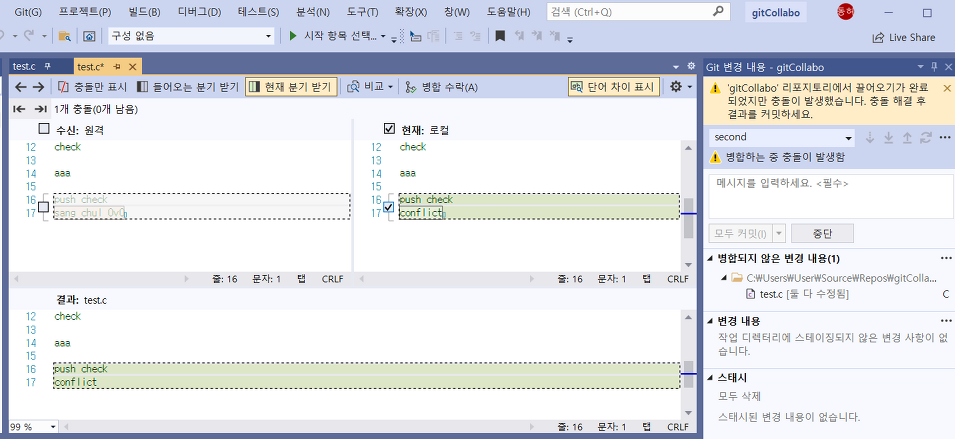 Git(G) 프로젝트(P) 빌드(B) 디버그(D) 테스트(S) 분석(N) 도구(T) 확장(X) 창(W) 도움말(H) 검색 (Ctrl+Q) gitCollabo 동허
구성 없음 시작 항목 선택... Live Share
test.c test.c*
충돌만 표시 들어오는 분기 받기 현재 분기 받기 비교 병합 수락(A) 단어 차이 표시
1개 충돌(0개 남음)
수신: 원격
12 check
13
14 aaa
15
16 push check
17 sang chul 0v0
줄: 16 문자: 1 탭 CRLF
현재: 로컬
12 check
13
14 aaa
15
16 push check
17 conflict
줄: 16 문자: 1 탭 CRLF
결과: test.c
12 check
13
14 aaa
15
16 push check
17 conflict
99 % 줄: 16 문자: 1 탭 CRLF
Git 변경 내용 - gitCollabo
'gitCollabo' 리포지토리에서 끌어오기가 완료
되었지만 충돌이 발생했습니다. 충돌 해결 후
결과를 커밋하세요.
second
병합하는 중 충돌이 발생함
메시지를 입력하세요. <필수>
모두 커밋(I) 중단
병합되지 않은 변경 내용(1)
C:₩Users₩User₩Source₩Repos₩gitColla...
test.c [둘 다 수정됨] C
변경 내용
작업 디렉터리에 스테이징되지 않은 변경 사항이 없
습니다.
스태시
모두 삭제
스태시된 변경 내용이 없습니다.